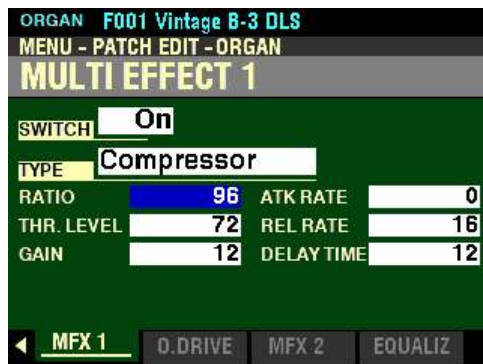 ORGAN F001 Vintage B-3 DLS
MENU - PATCH EDIT - ORGAN
MULTI EFFECT 1
SWITCH On
TYPE Compressor
RATIO 96 ATK RATE 0
THR. LEVEL 72 REL RATE 16
GAIN 12 DELAY TIME 12
MFX 1 O.DRIVE MFX 2 EQUALIZ